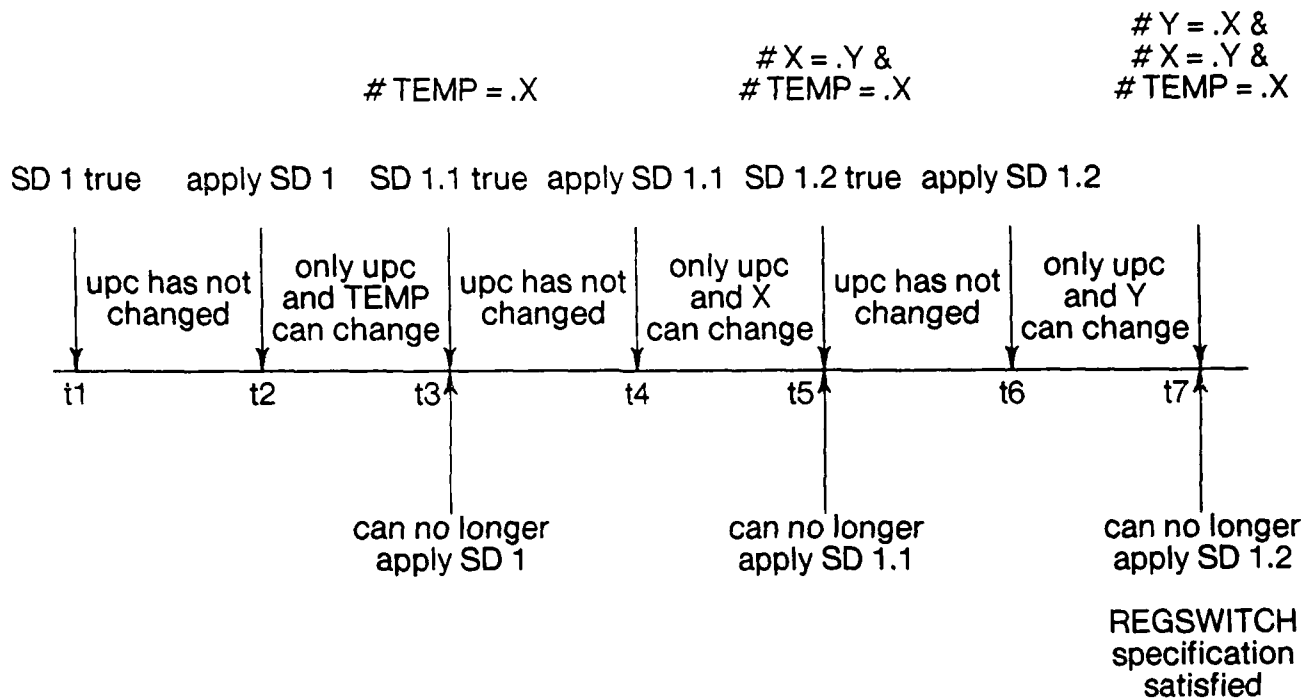 # Y = .X &
# X = .Y &
# X = .Y &
# TEMP = .X
# TEMP = .X
# TEMP = .X
SD 1 true apply SD 1 SD 1.1 true apply SD 1.1 SD 1.2 true apply SD 1.2
upc has not
changed
only upc
and TEMP
can change
upc has not
changed
only upc
and X
can change
upc has not
changed
only upc
and Y
can change
t1 t2 t3 t4 t5 t6 t7
can no longer
apply SD 1
can no longer
apply SD 1.1
can no longer
apply SD 1.2
REGSWITCH
specification
satisfied